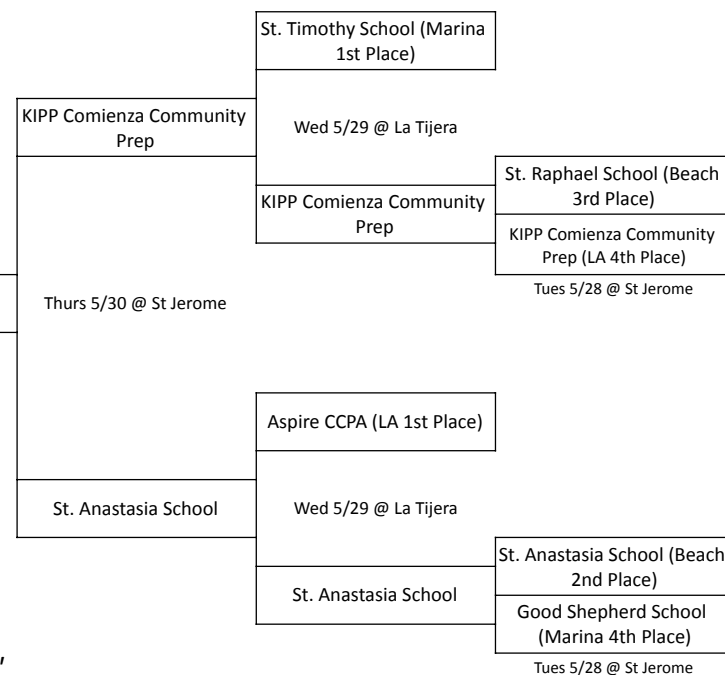 St. Timothy School (Marina
1st Place)
KIPP Comienza Community
Prep
Wed 5/29 @ La Tijera
St. Raphael School (Beach
3rd Place)
KIPP Comienza Community
Prep
KIPP Comienza Community
Prep (LA 4th Place)
Tues 5/28 @ St Jerome
Thurs 5/30 @ St Jerome
Aspire CCPA (LA 1st Place)
St. Anastasia School
Wed 5/29 @ La Tijera
St. Anastasia School (Beach
2nd Place)
St. Anastasia School
Good Shepherd School
(Marina 4th Place)
Tues 5/28 @ St Jerome